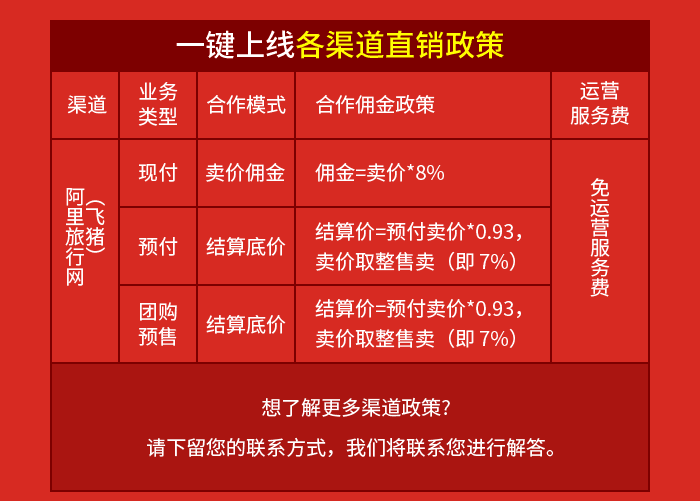 一键上线各渠道直销政策
渠道
业务
类型
合作模式
合作佣金政策
运营
服务费
阿里旅行网
（飞猪）
现付
卖价佣金
佣金=卖价*8%
免运营服务费
预付
结算底价
结算价=预付卖价*0.93，
卖价取整售卖（即 7%）
团购
预售
结算底价
结算价=预付卖价*0.93，
卖价取整售卖（即 7%）
想了解更多渠道政策?
请下留您的联系方式，我们将联系您进行解答。